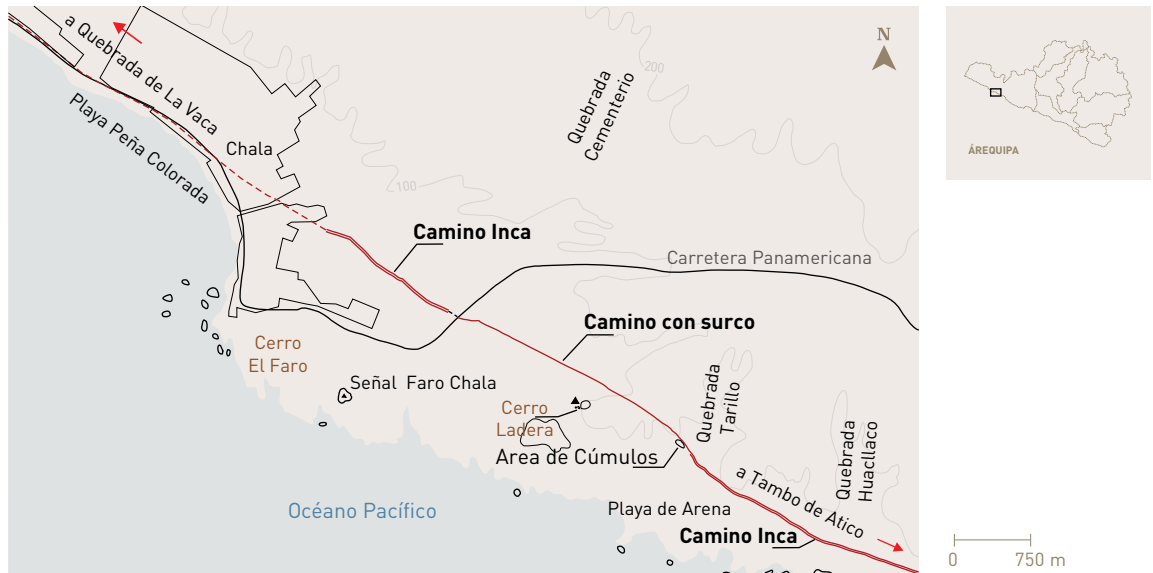 a Quebrada de La Vaca
Playa Peña Colorada
Chala
100
200
Quebrada
Cementerio
N
Camino Inca
Carretera Panamericana
Camino con surco
Cerro
El Faro
Señal Faro Chala
Cerro
Ladera
Area de Cúmulos
Quebrada
Tarillo
Quebrada
Huacllaco
a Tambo de Atico
Playa de Arena
Camino Inca
Océano Pacífico
ÁREQUIPA
0 750 m